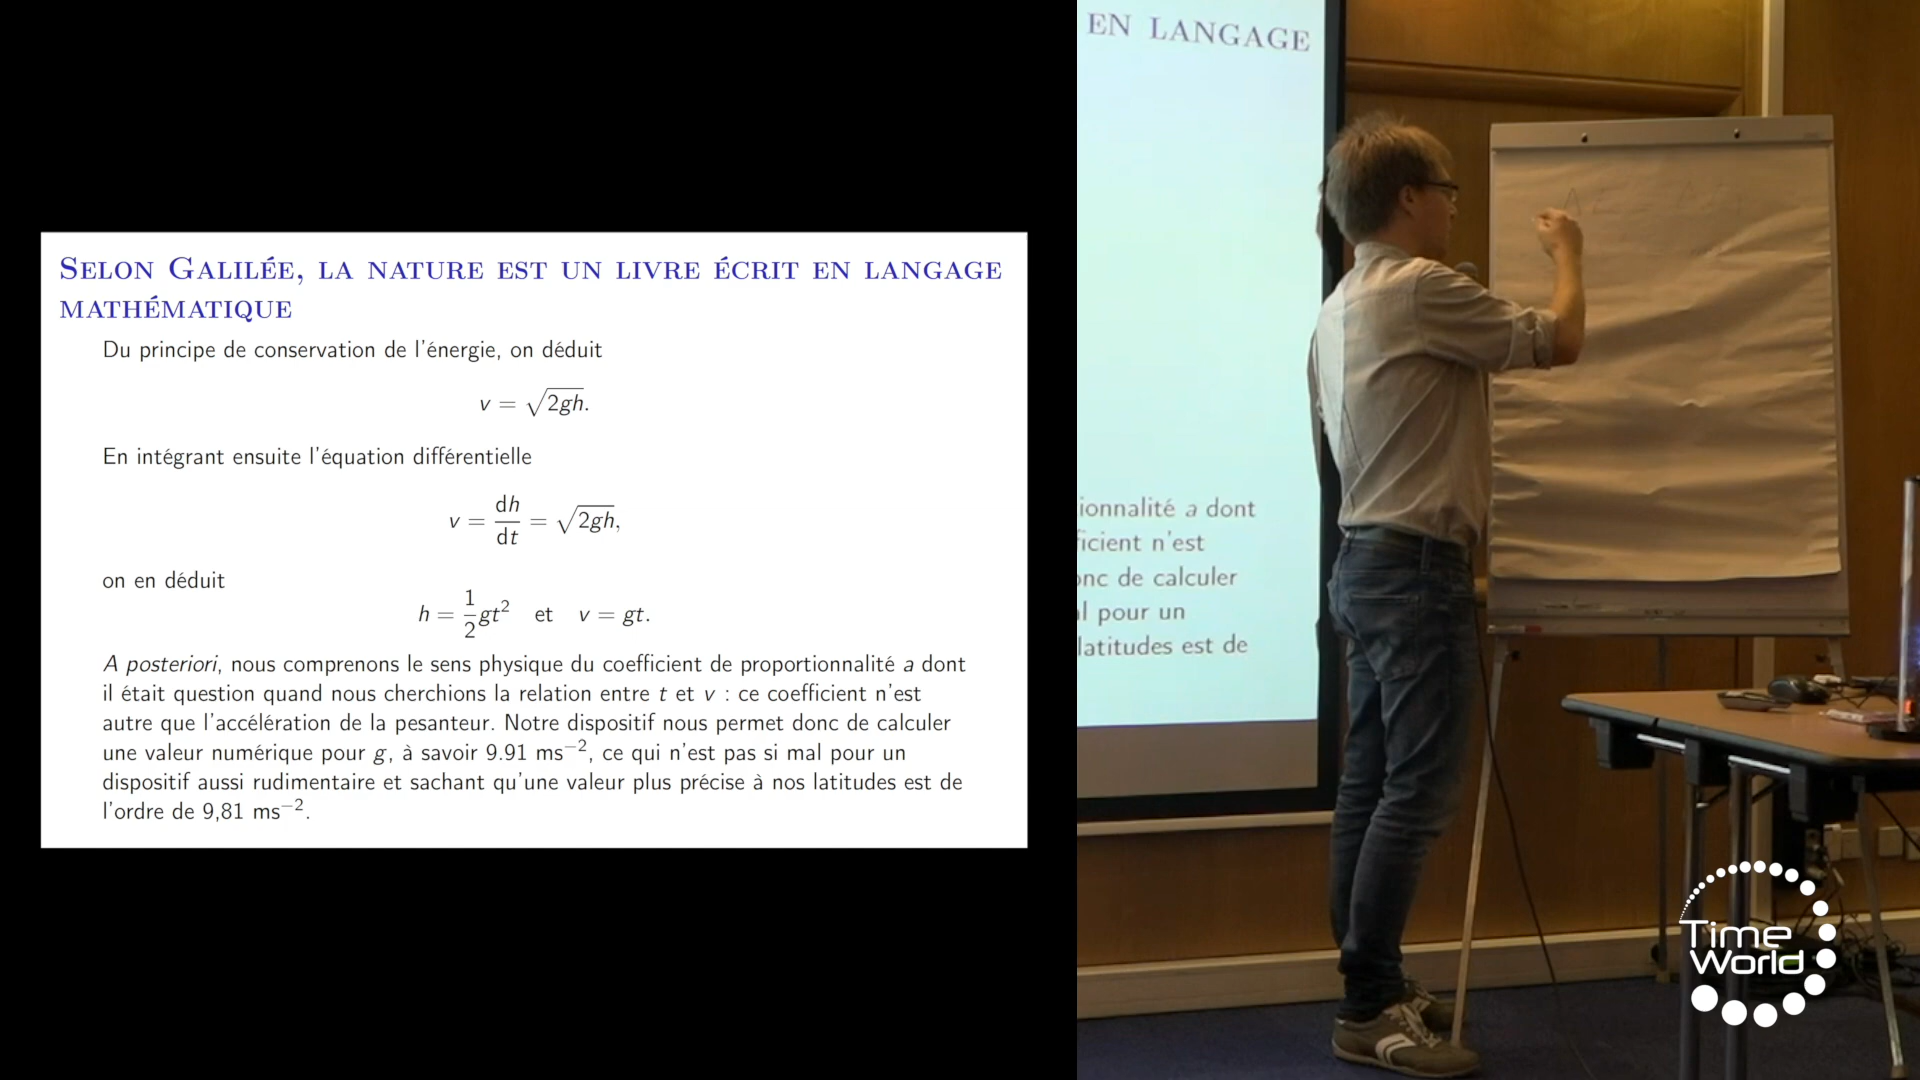 Selon Galilée, la nature est un livre écrit en langage
mathématique
Du principe de conservation de l'énergie, on déduit
v = √2gh.
En intégrant ensuite l'équation différentielle
v = dh/dt = √2gh,
on en déduit
h = 1/2 gt² et v = gt.
A posteriori, nous comprenons le sens physique du coefficient de proportionnalité a dont
il était question quand nous cherchions la relation entre t et v : ce coefficient n'est
autre que l'accélération de la pesanteur. Notre dispositif nous permet donc de calculer
une valeur numérique pour g, à savoir 9.91 ms⁻², ce qui n'est pas si mal pour un
dispositif aussi rudimentaire et sachant qu'une valeur plus précise à nos latitudes est de
l'ordre de 9,81 ms⁻².
en langage
ionnalité a dont
ficient n'est
onc de calculer
l pour un
latitudes est de
Time
World